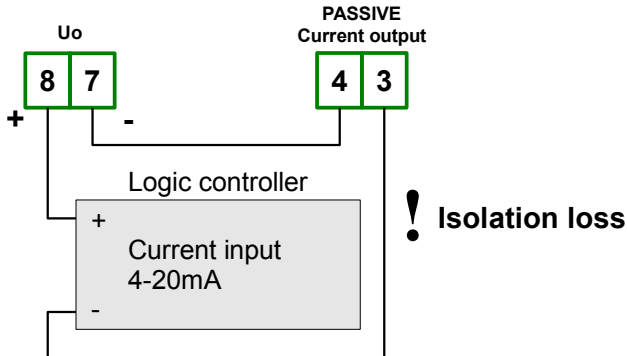 Uo
PASSIVE
Current output
8 7
4 3
+ -
Logic controller
+
Current input
4-20mA
-
! Isolation loss